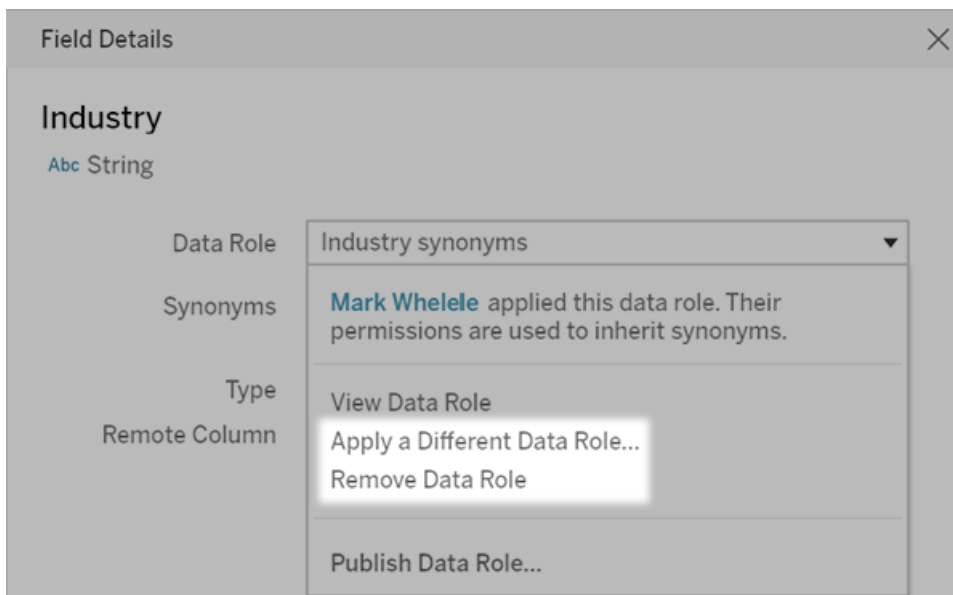 Field Details
Industry
Abc String
Data Role
Industry synonyms
Synonyms
Mark Whelele applied this data role. Their
permissions are used to inherit synonyms.
Type
View Data Role
Remote Column
Apply a Different Data Role...
Remove Data Role
Publish Data Role...